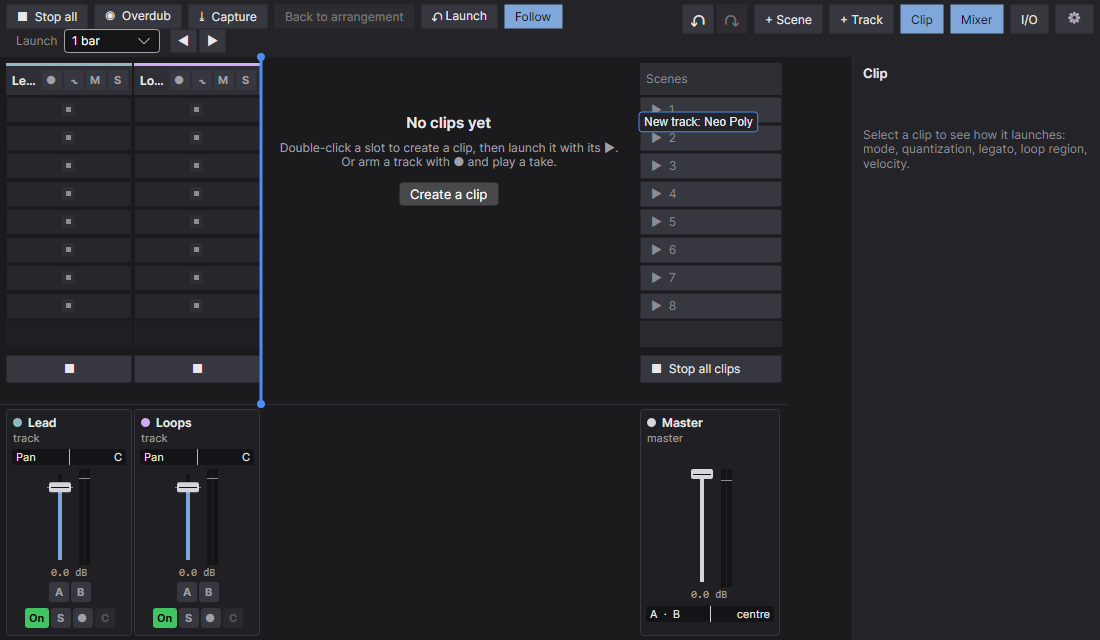 Stop all
Overdub
Capture
Back to arrangement
Launch
Follow
+ Scene
+ Track
Clip
Mixer
I/O
Launch
1 bar
Le...
M
S
Lo...
M
S
Scenes
1
New track: Neo Poly
2
3
4
5
6
7
8
Stop all clips
No clips yet
Double-click a slot to create a clip, then launch it with its ▶.
Or arm a track with ● and play a take.
Create a clip
Clip
Select a clip to see how it launches:
mode, quantization, legato, loop region,
velocity.
Lead
track
Pan C
0.0 dB
A B
On S C
Loops
track
Pan C
0.0 dB
A B
On S C
Master
master
0.0 dB
A · B centre